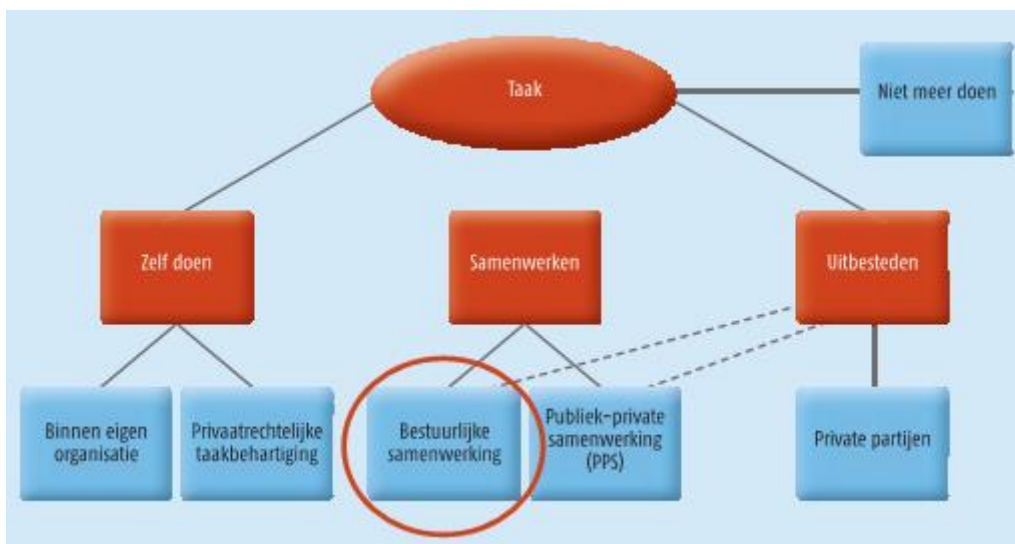 Taak
Niet meer doen
Zelf doen
Samenwerken
Uitbesteden
Binnen eigen
organisatie
Privaatrechtelijke
taakbehartiging
Bestuurlijke
samenwerking
Publiek-private
samenwerking
(PPS)
Private partijen